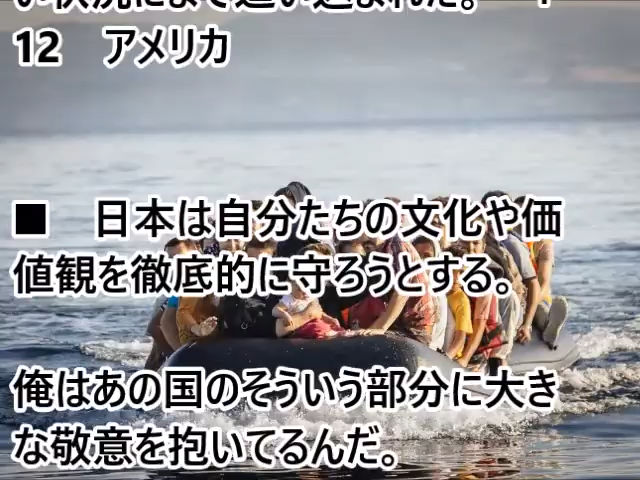 い状況にまで追い込まれた。
12 アメリカ
■ 日本は自分たちの文化や価
値観を徹底的に守ろうとする。
俺はあの国のそういう部分に大き
な敬意を抱いてるんだ。